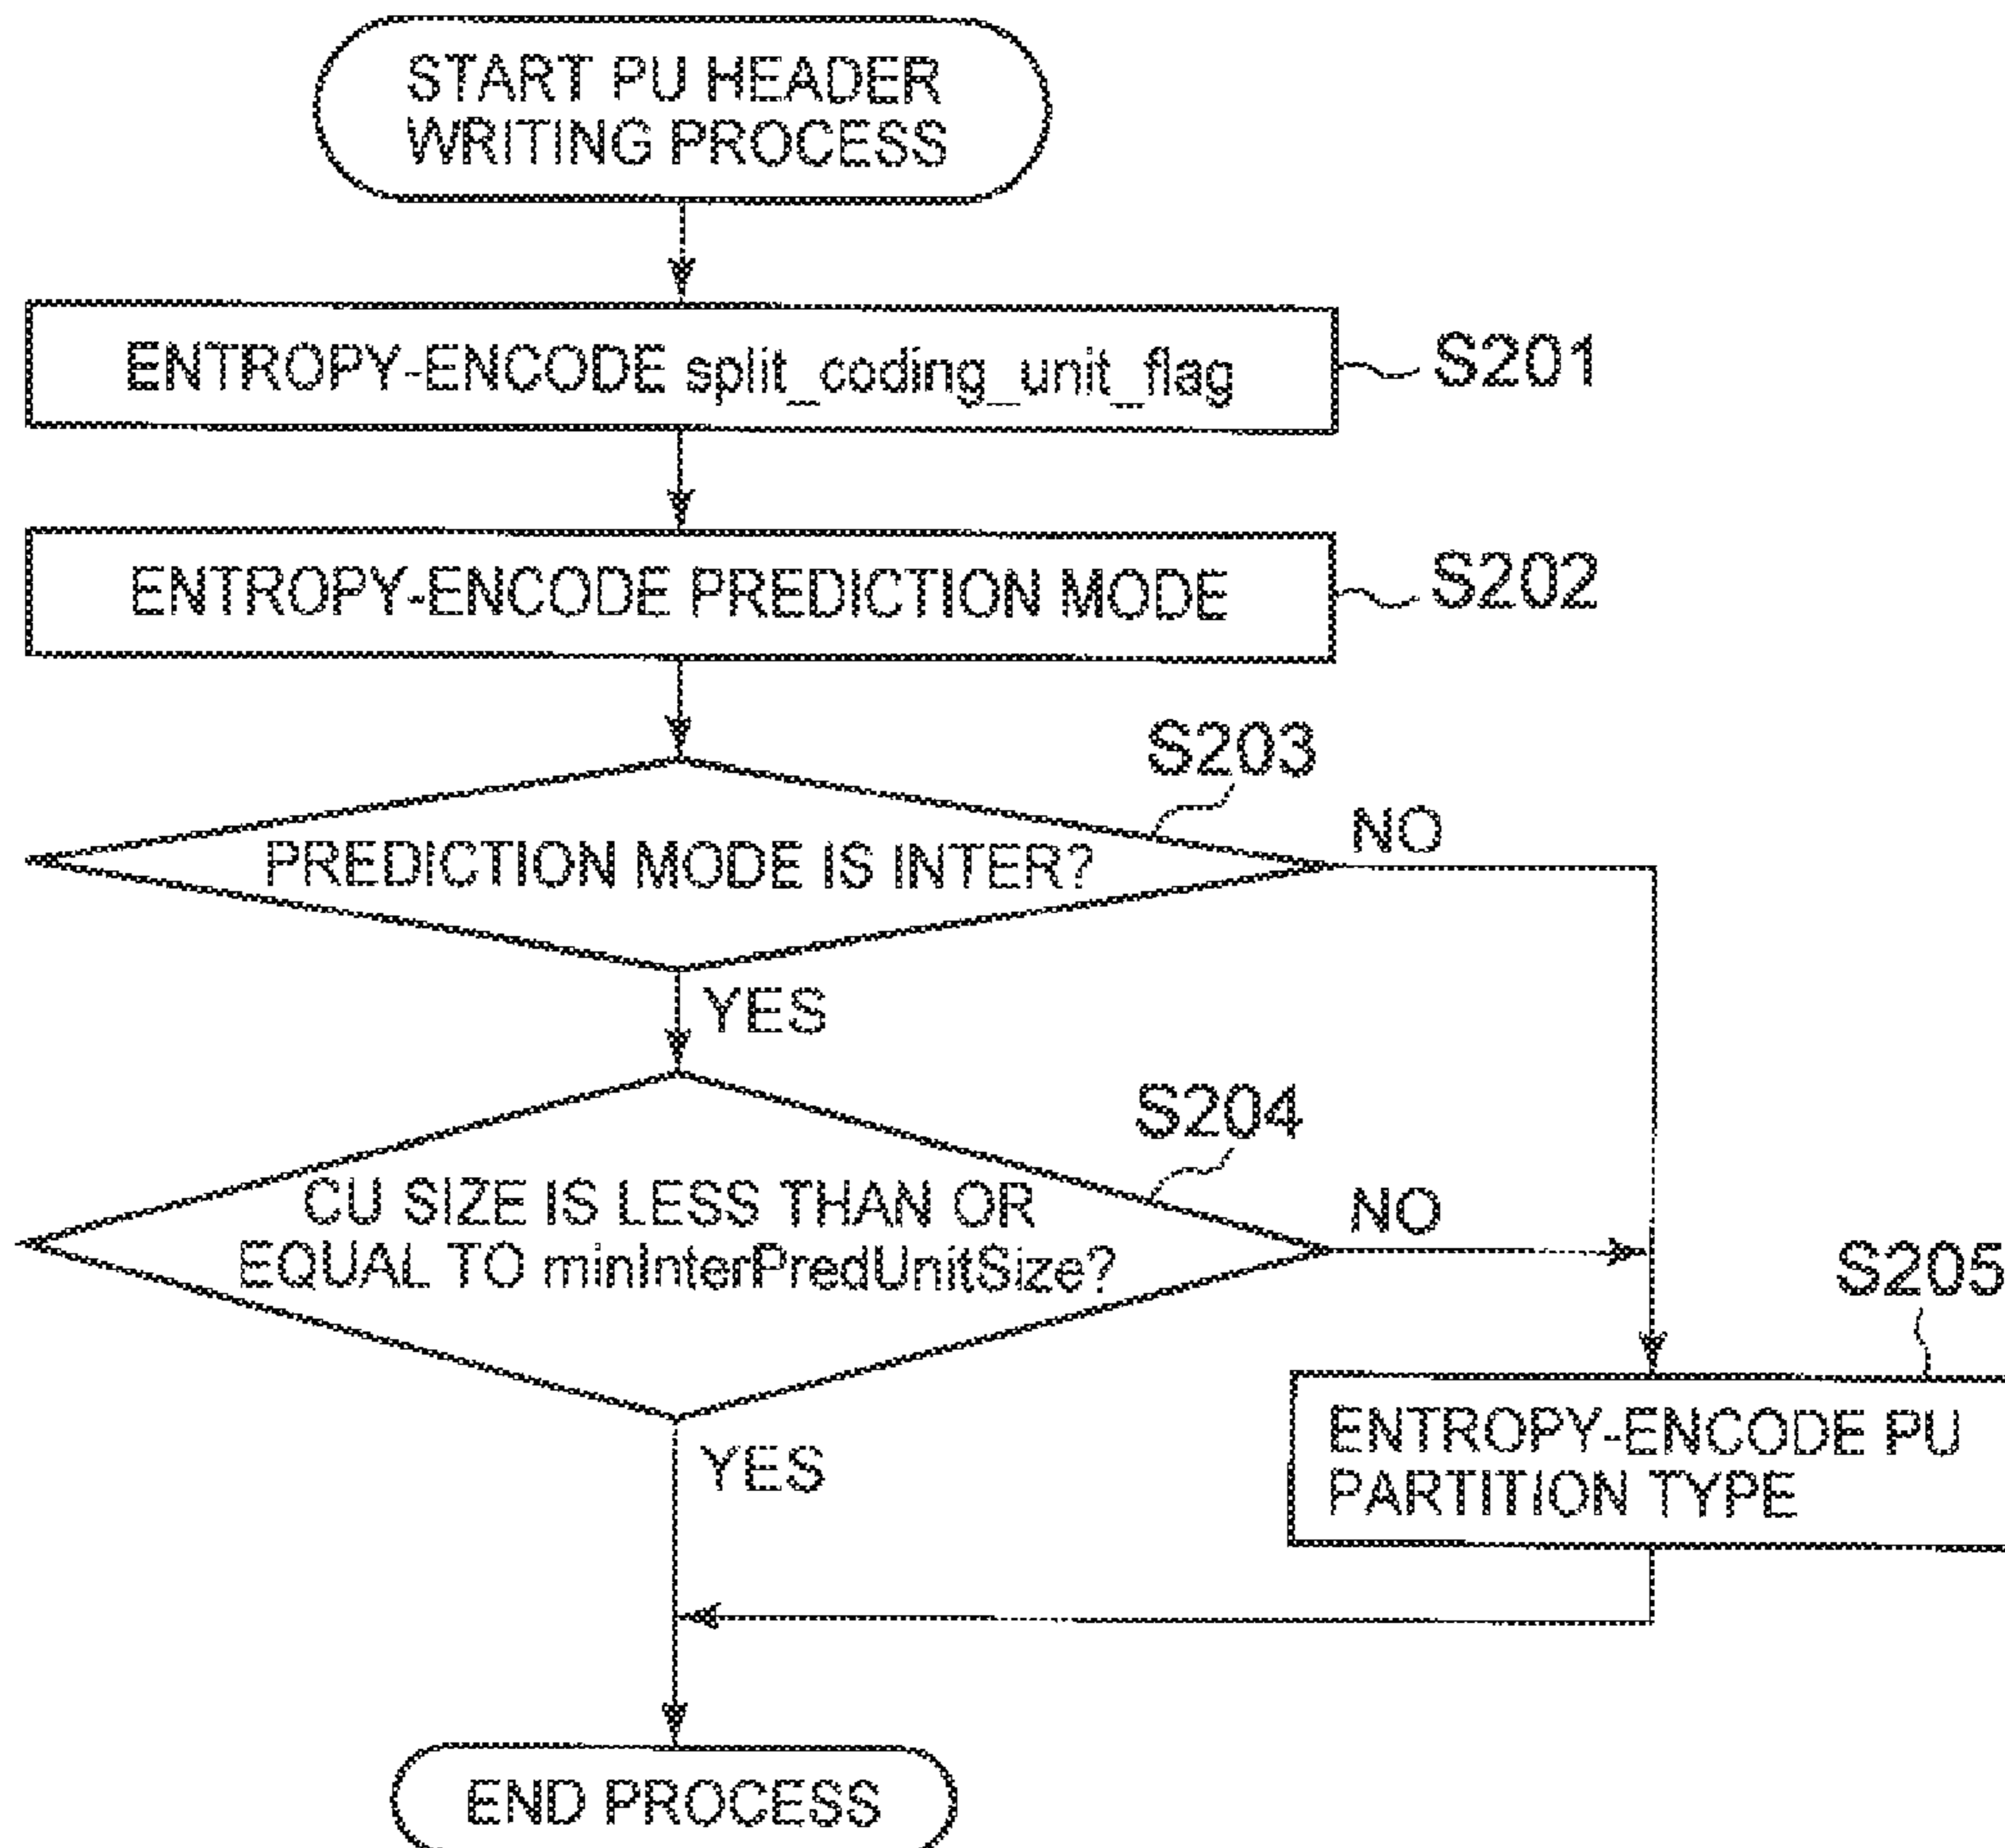 START PU HEADER
WRITING PROCESS
ENTROPY-ENCODE split_coding_unit_flag
S201
ENTROPY-ENCODE PREDICTION MODE
S202
S203
PREDICTION MODE IS INTER?
NO
YES
S204
CU SIZE IS LESS THAN OR
EQUAL TO minInterPredUnitSize?
NO
S205
ENTROPY-ENCODE PU
PARTITION TYPE
YES
END PROCESS